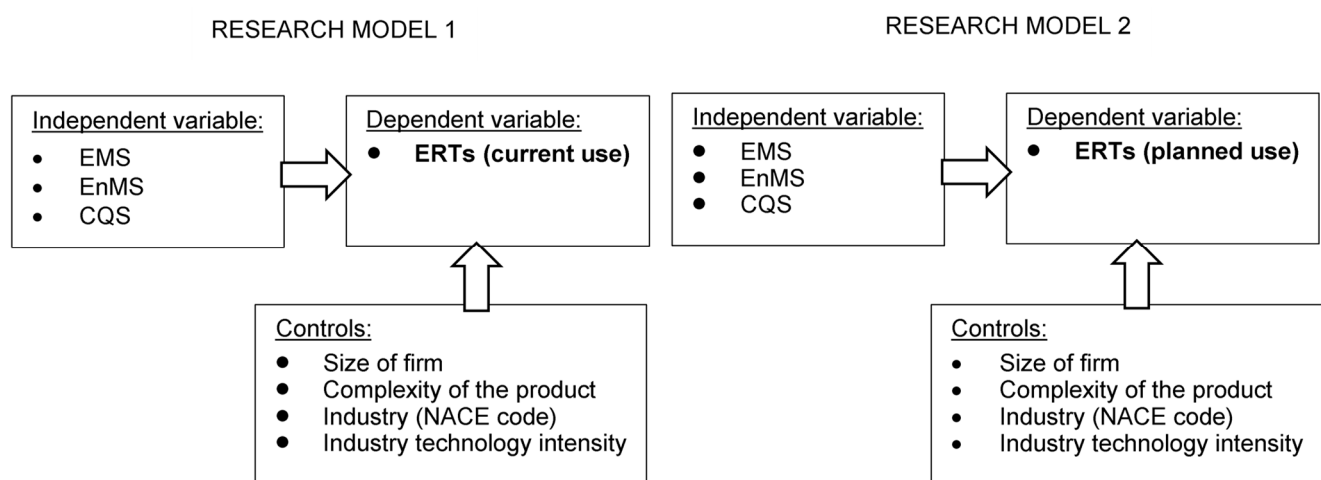 RESEARCH MODEL 1
Independent variable:
• EMS
• EnMS
• CQS
Dependent variable:
• ERTs (current use)
Controls:
• Size of firm
• Complexity of the product
• Industry (NACE code)
• Industry technology intensity
RESEARCH MODEL 2
Independent variable:
• EMS
• EnMS
• CQS
Dependent variable:
• ERTs (planned use)
Controls:
• Size of firm
• Complexity of the product
• Industry (NACE code)
• Industry technology intensity